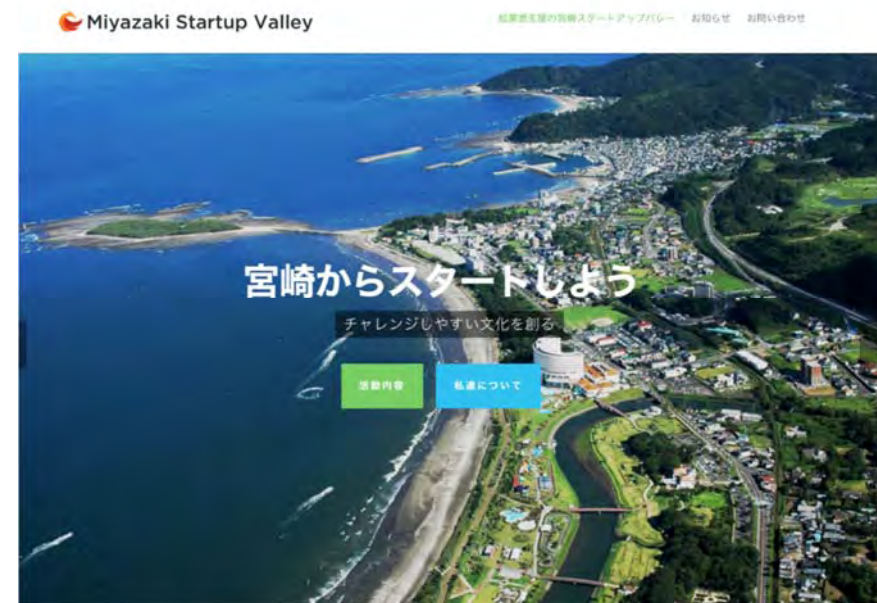 Miyazaki Startup Valley
起業恩送屋の宮崎スタートアップバレー
お知らせ
お問い合わせ
宮崎からスタートしよう
チャレンジしやすい文化を創る
活動内容
私達について